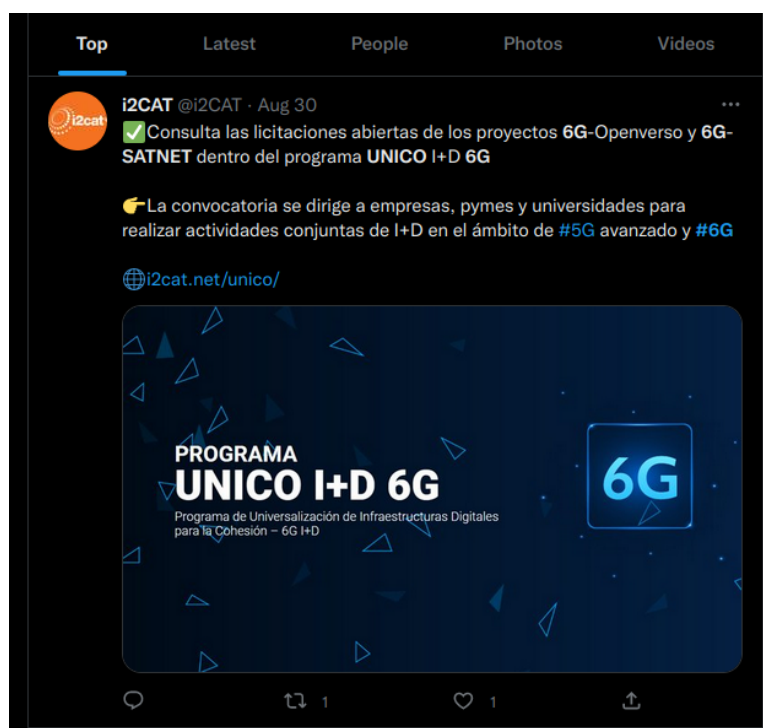 Top Latest People Photos Videos
i2CAT @i2CAT · Aug 30
i2cat
✅Consulta las licitaciones abiertas de los proyectos 6G-Openverso y 6G-
SATNET dentro del programa UNICO I+D 6G
👉La convocatoria se dirige a empresas, pymes y universidades para
realizar actividades conjuntas de I+D en el ámbito de #5G avanzado y #6G
🌐i2cat.net/unico/
PROGRAMA
UNICO I+D 6G
Programa de Universalización de Infraestructuras Digitales
para la Cohesión – 6G I+D
6G
1 1